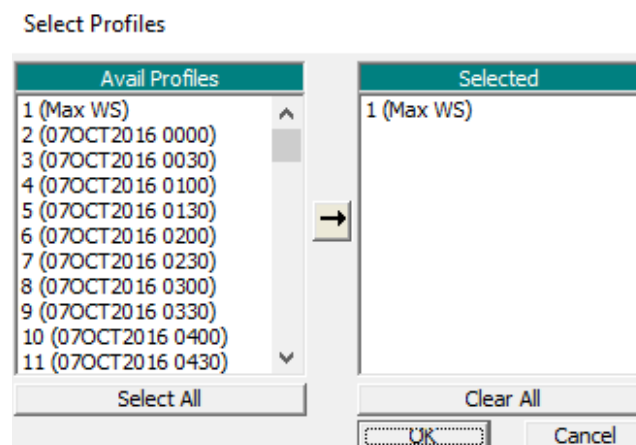 Select Profiles
Avail Profiles
1 (Max WS)
2 (07OCT2016 0000)
3 (07OCT2016 0030)
4 (07OCT2016 0100)
5 (07OCT2016 0130)
6 (07OCT2016 0200)
7 (07OCT2016 0230)
8 (07OCT2016 0300)
9 (07OCT2016 0330)
10 (07OCT2016 0400)
11 (07OCT2016 0430)
Select All
Selected
1 (Max WS)
Clear All
OK
Cancel